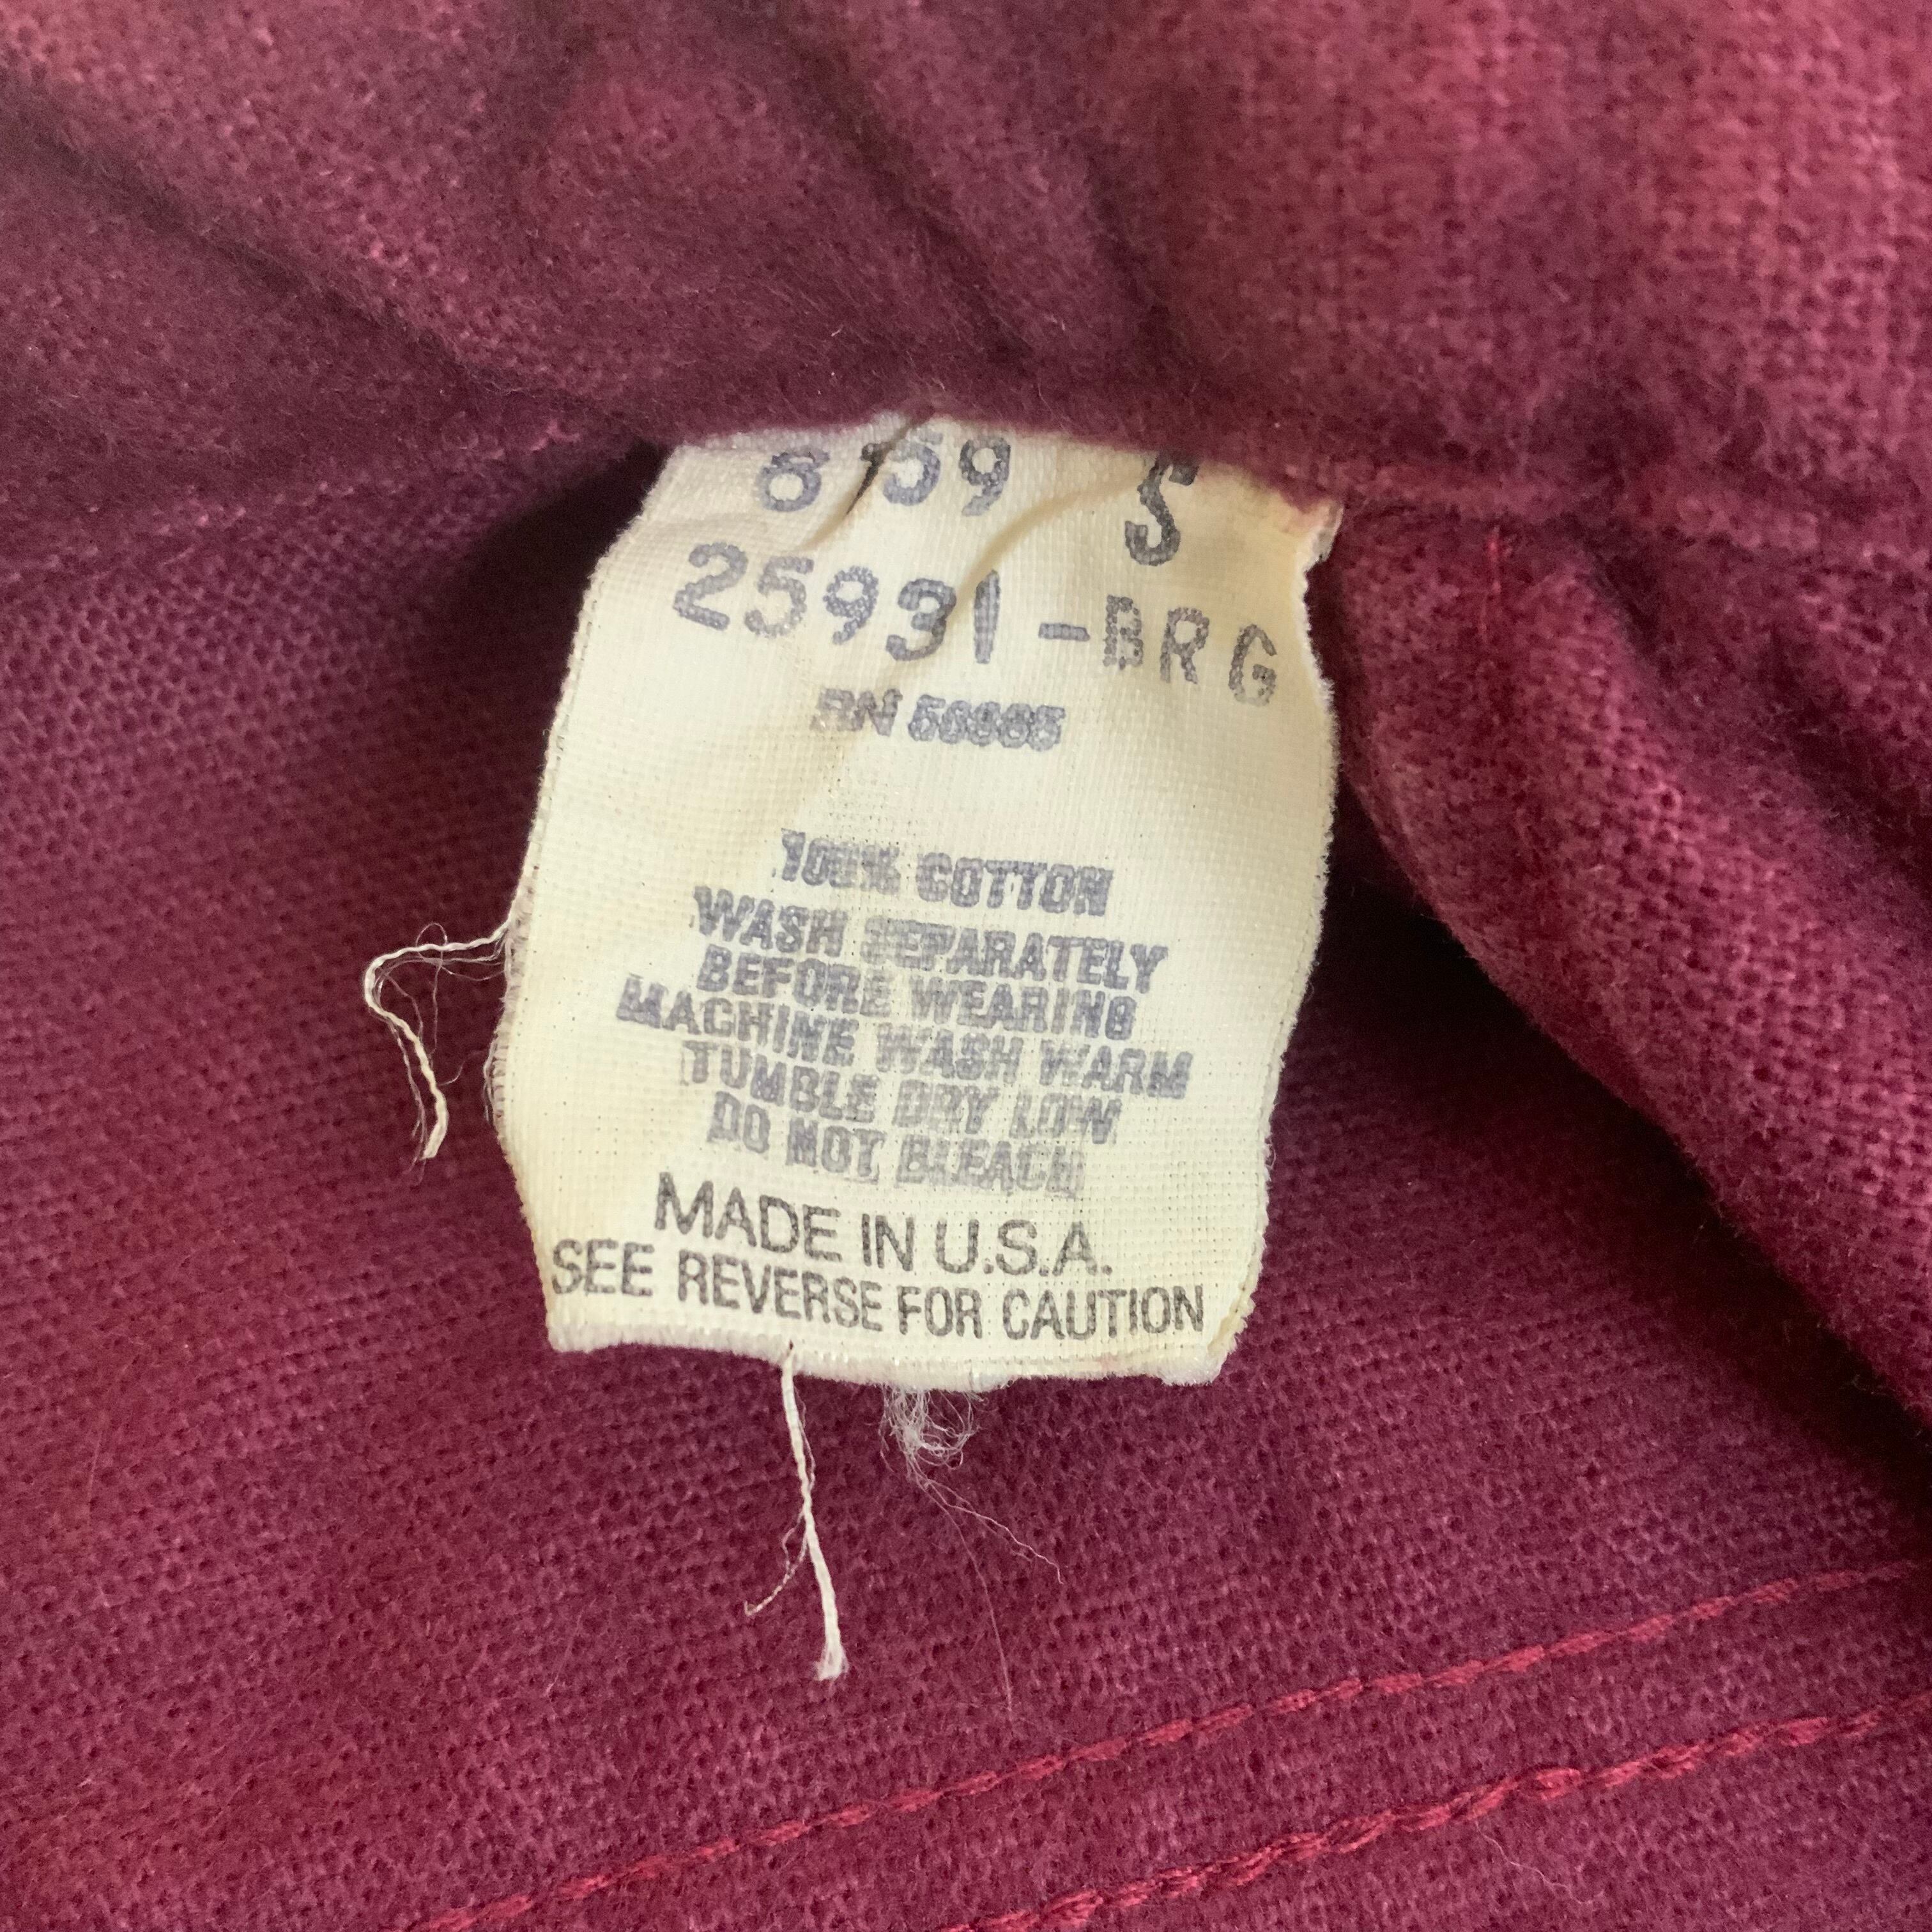 S
25931-BRG
RN
100% COTTON
WASH SEPARATELY
BEFORE WEARING
MACHINE WASH WARM
TUMBLE DRY LOW
DO NOT BLEACH
MADE IN U.S.A.
SEE REVERSE FOR CAUTION